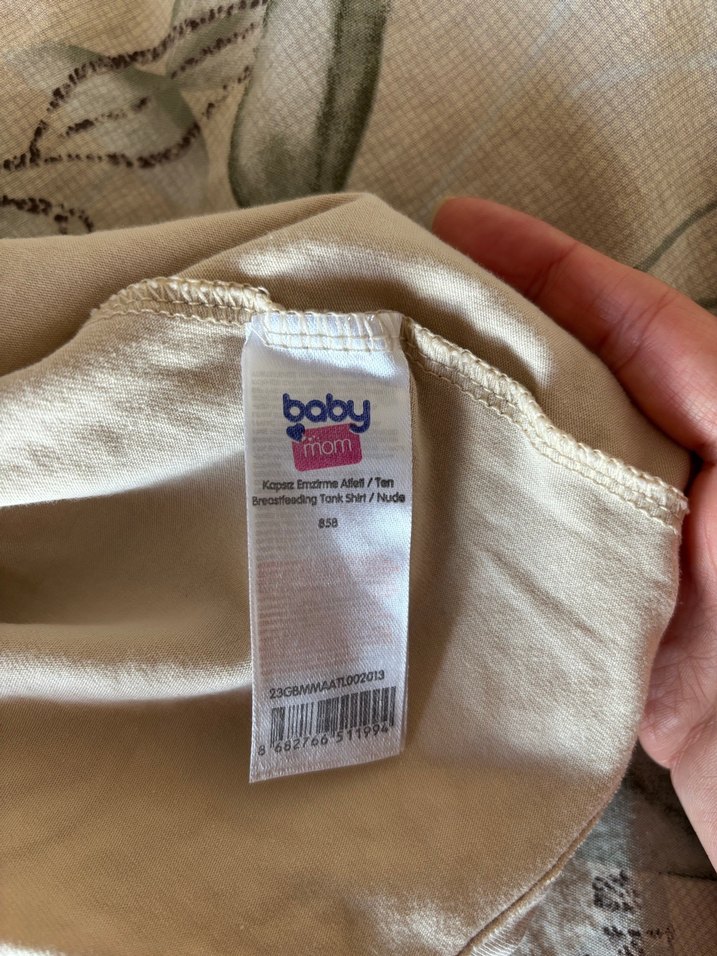 baby
mom
Kapsız Emzirme Atleti / Ten
Breastfeeding Tank Shirt / Nude
858
23GBMMAATL002013
8 682766 511994